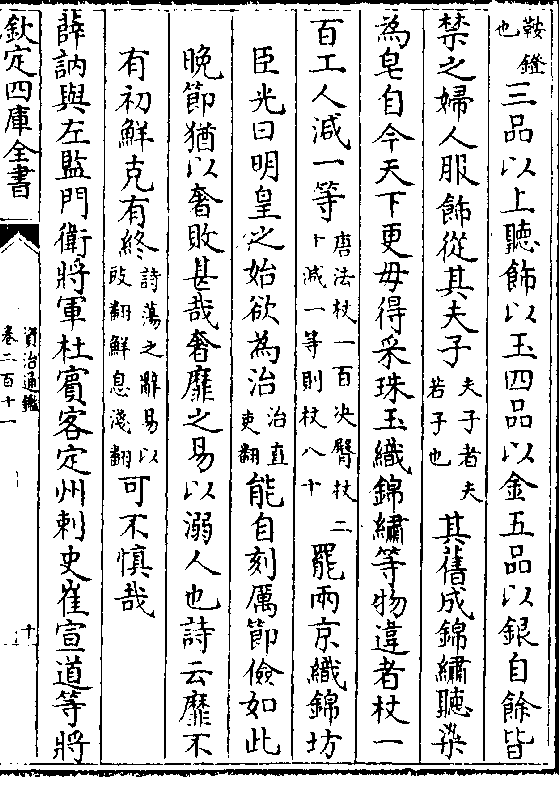 鞍鐙也三品以上聽飾以玉四品以金五品以銀自餘皆
禁之婦人服飾從其夫子夫子者夫若子也其舊成錦繡聽染
為皂自今天下更毋得采珠玉織錦繡等物違者杖一
百工人減一等唐法杖一百決臀杖二十減一等則杖八十罷兩京織錦坊
臣光曰明皇之始欲為治治直吏翻能自刻厲節儉如此
晚節猶以奢敗甚哉奢靡之易以溺人也詩云靡不
有初鮮克有終詩蕩之辭易以豉翻鮮息淺翻可不慎哉
薛訥與左監門衛將軍杜賓客定州刺史崔宣道等將
欽定四庫全書
資治通鑑
卷二百十一
十一